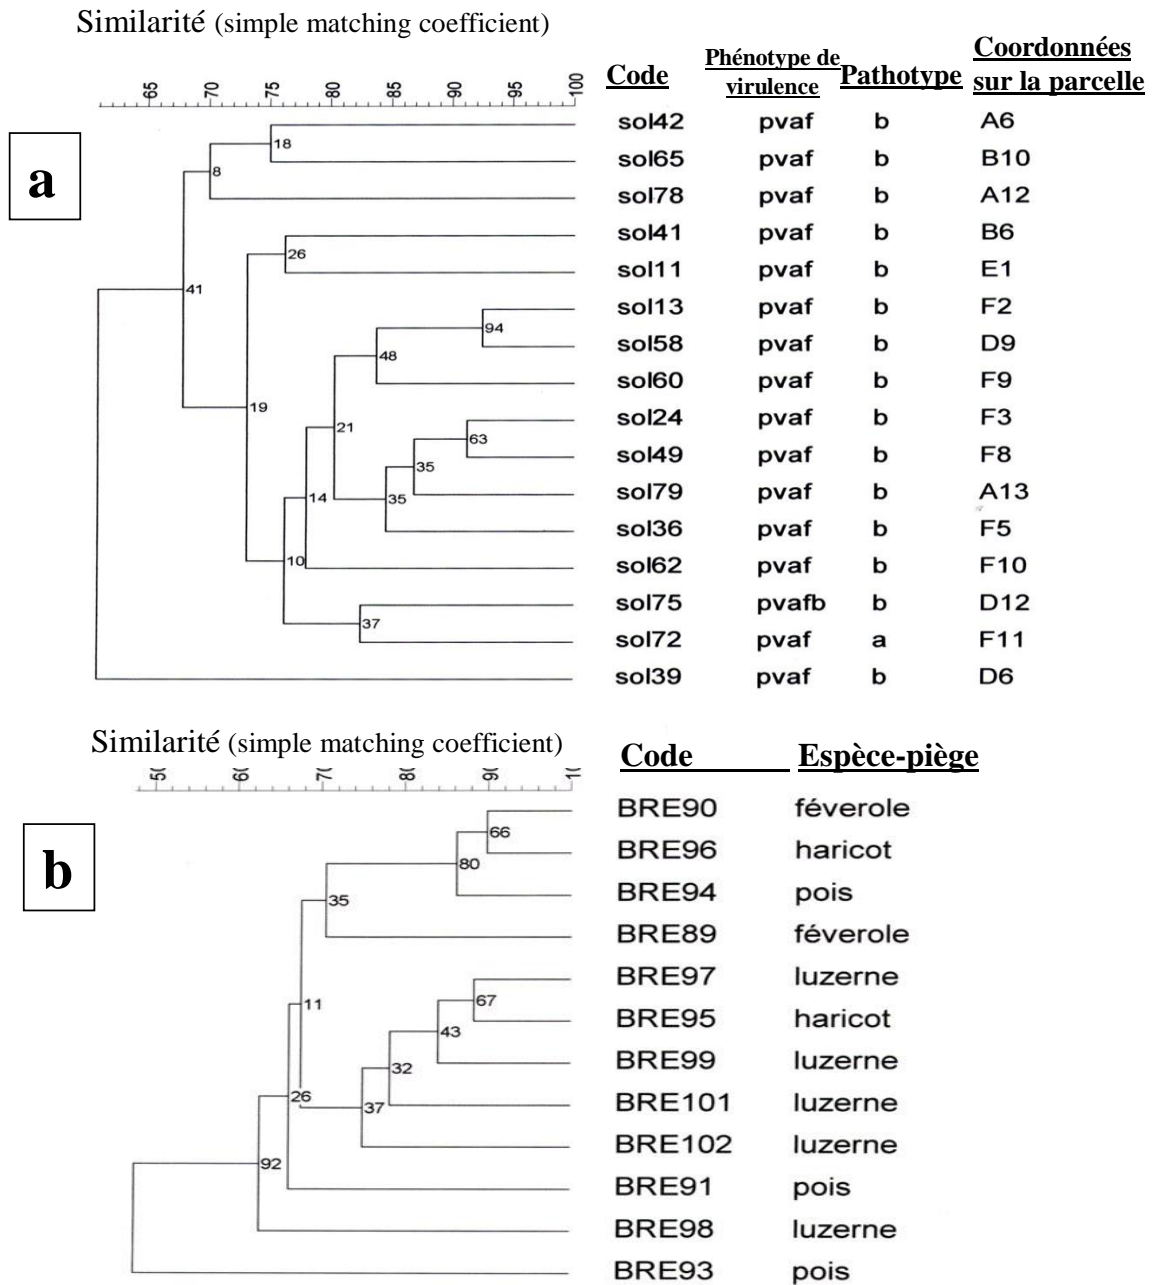 Similarité (simple matching coefficient)
65 70 75 80 85 90 95 100
Code Phénotype de virulence Pathotype Coordonnées sur la parcelle
a
sol42 pvaf b A6
18
sol65 pvaf b B10
8
sol78 pvaf b A12
sol41 pvaf b B6
26
sol11 pvaf b E1
41
sol13 pvaf b F2
94
sol58 pvaf b D9
48
sol60 pvaf b F9
19
sol24 pvaf b F3
21
63
sol49 pvaf b F8
35
sol79 pvaf b A13
14
35
sol36 pvaf b F5
10
sol62 pvaf b F10
sol75 pvafb b D12
37
sol72 pvaf a F11
sol39 pvaf b D6
Similarité (simple matching coefficient)
Code Espèce-piège
b
BRE90 féverole
66
BRE96 haricot
80
BRE94 pois
35
BRE89 féverole
BRE97 luzerne
67
11
BRE95 haricot
43
BRE99 luzerne
32
26
BRE101 luzerne
37
BRE102 luzerne
92
BRE91 pois
BRE98 luzerne
BRE93 pois